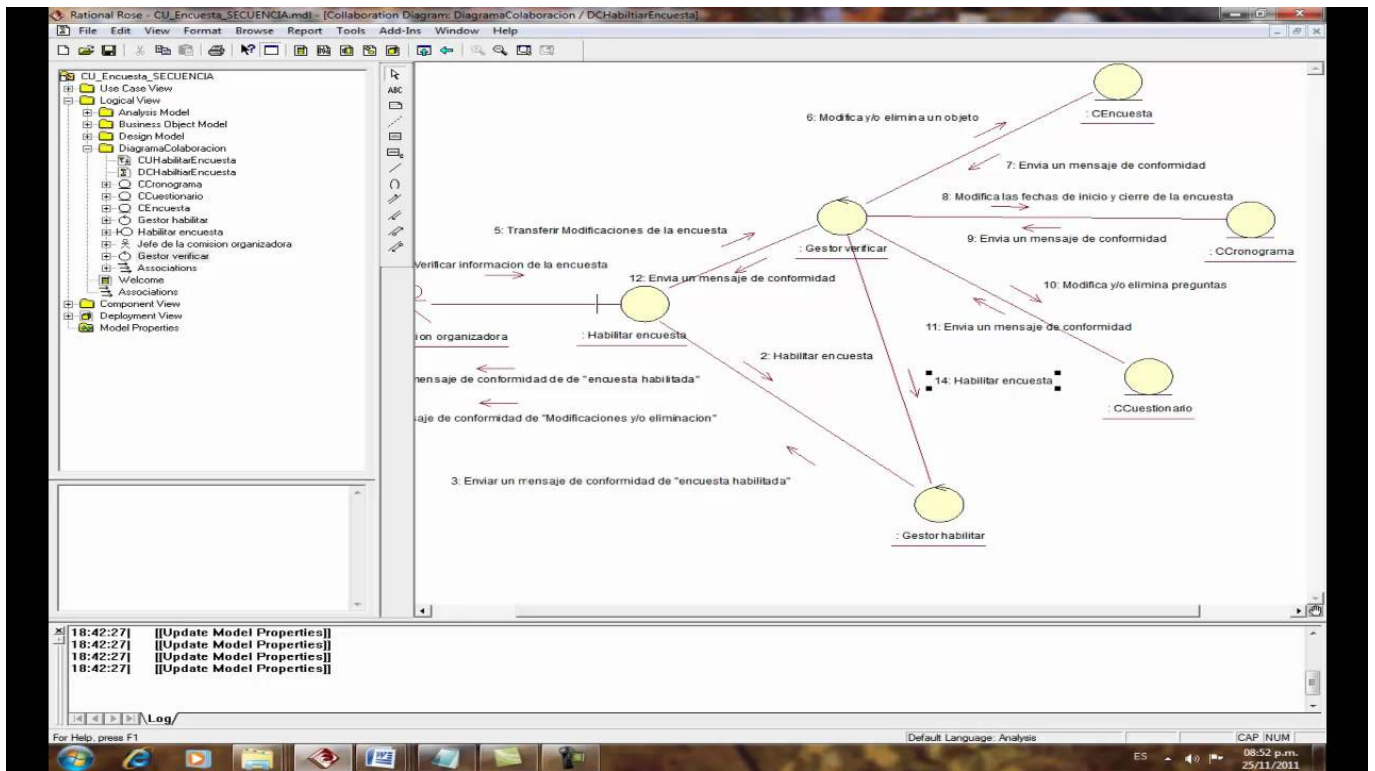 Rational Rose - CU_Encuesta_SECUENCIA.mdl - [Collaboration Diagram: DiagramaColaboracion / DCHabiltiarEncuesta]
File Edit View Format Browse Report Tools Add-Ins Window Help
CU_Encuesta_SECUENCIA
Use Case View
Logical View
Analysis Model
Business Object Model
Design Model
DiagramaColaboracion
CUHabilitarEncuesta
DCHabiltiarEncuesta
CCronograma
CCuestionario
CEncuesta
Gestor habilitar
Habilitar encuesta
Jefe de la comision organizadora
Gestor verificar
Associations
Welcome
Associations
Component View
Deployment View
Model Properties
ABC
: CEncuesta
6: Modifica y/o elimina un objeto
7: Envia un mensaje de conformidad
8: Modifica las fechas de inicio y cierre de la encuesta
5: Transferir Modificaciones de la encuesta
: Gestor verificar
9: Envia un mensaje de conformidad
: CCronograma
Verificar informacion de la encuesta
12: Envia un mensaje de conformidad
10: Modifica y/o elimina preguntas
11: Envia un mensaje de conformidad
ion organizadora
: Habilitar encuesta
2: Habilitar encuesta
mensaje de conformidad de de "encuesta habilitada"
14: Habilitar encuesta
: CCuestionario
saje de conformidad de "Modificaciones y/o eliminacion"
3: Enviar un mensaje de conformidad de "encuesta habilitada"
: Gestor habilitar
18:42:27| [[Update Model Properties]]
18:42:27| [[Update Model Properties]]
18:42:27| [[Update Model Properties]]
18:42:27| [[Update Model Properties]]
Log
For Help, press F1
Default Language: Analysis
CAP NUM
ES
08:52 p.m.
25/11/2011